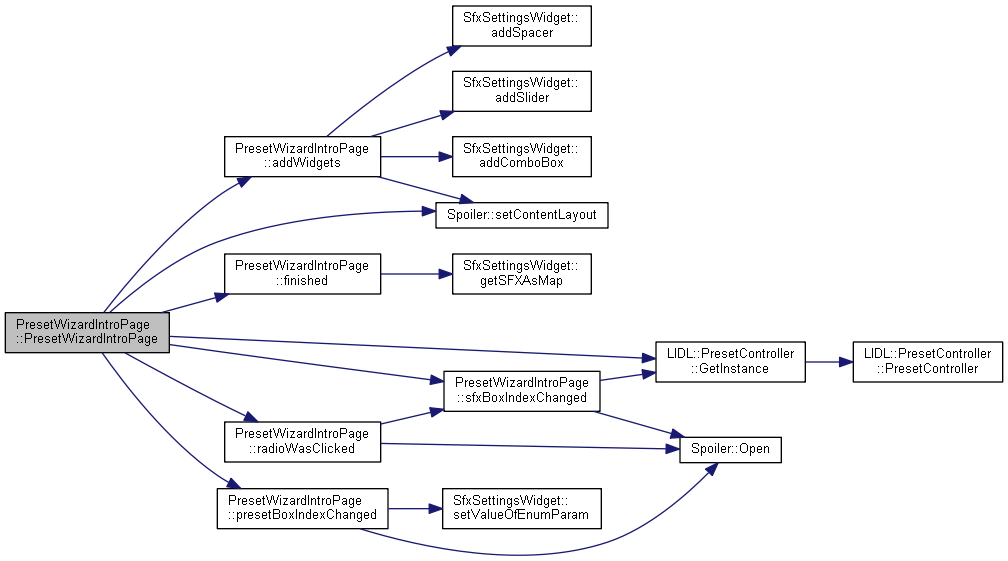 SfxSettingsWidget::
addSpacer
SfxSettingsWidget::
addSlider
PresetWizardIntroPage
::addWidgets
SfxSettingsWidget::
addComboBox
Spoiler::setContentLayout
PresetWizardIntroPage
::finished
SfxSettingsWidget::
getSFXAsMap
PresetWizardIntroPage
::PresetWizardIntroPage
LIDL::PresetController
::GetInstance
LIDL::PresetController
::PresetController
PresetWizardIntroPage
::sfxBoxIndexChanged
PresetWizardIntroPage
::radioWasClicked
Spoiler::Open
PresetWizardIntroPage
::presetBoxIndexChanged
SfxSettingsWidget::
setValueOfEnumParam